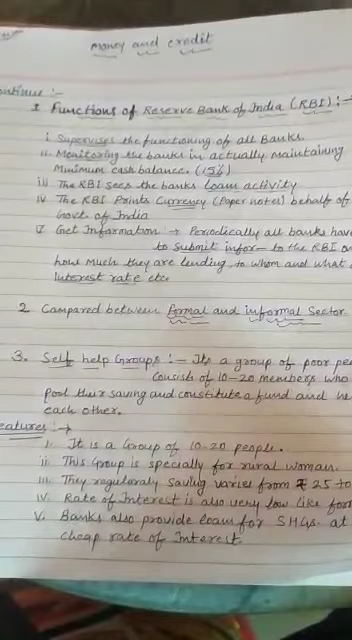 money and credit
ontinue :-
1 Functions of Reserve Bank of India (RBI) :-
i. Supervises the functioning of all Banks.
ii. Monitoring the banks in actually maintaining
Minimum cash balance. (15%)
iii) The RBI sees the banks loan activity
iv The RBI Prints Currency (Paper notes) behalf of
Govt. of India
v Get Information → Periodically all banks have
to submit infor- to the RBI on
how much they are lending, to whom and what
interest rate etc.
2 Compared between formal and informal Sector
3. Self help Groups :- Its a group of poor pe
Consists of 10-20 members who
pool their saving and constitute a fund and he
each other.
eatures :→
i. It is a Group of 10-20 people.
ii. This Group is specially for rural woman.
iii. They regularaly saving varies from ₹ 25 to
iv. Rate of Interest is also very low like for
v. Banks also provide loam for SHGs. at
cheap rate of Interest.